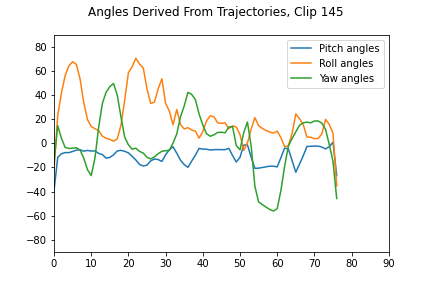 Angles Derived From Trajectories, Clip 145
Pitch angles
Roll angles
Yaw angles
80
60
40
20
0
−20
−40
−60
−80
0 10 20 30 40 50 60 70 80 90